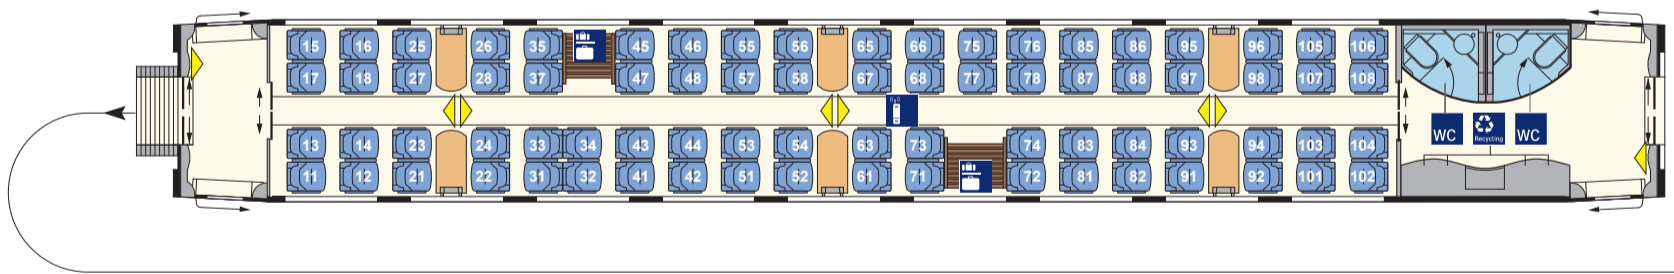 15 16 25 26 35 45 46 55 56 65 66 75 76 85 86 95 96 105 106
17 18 27 28 37 47 48 57 58 67 68 77 78 87 88 97 98 107 108
WC Recycling WC
13 14 23 24 33 34 43 44 53 54 63 73 74 83 84 93 94 103 104
11 12 21 22 31 32 41 42 51 52 61 71 72 81 82 91 92 101 102